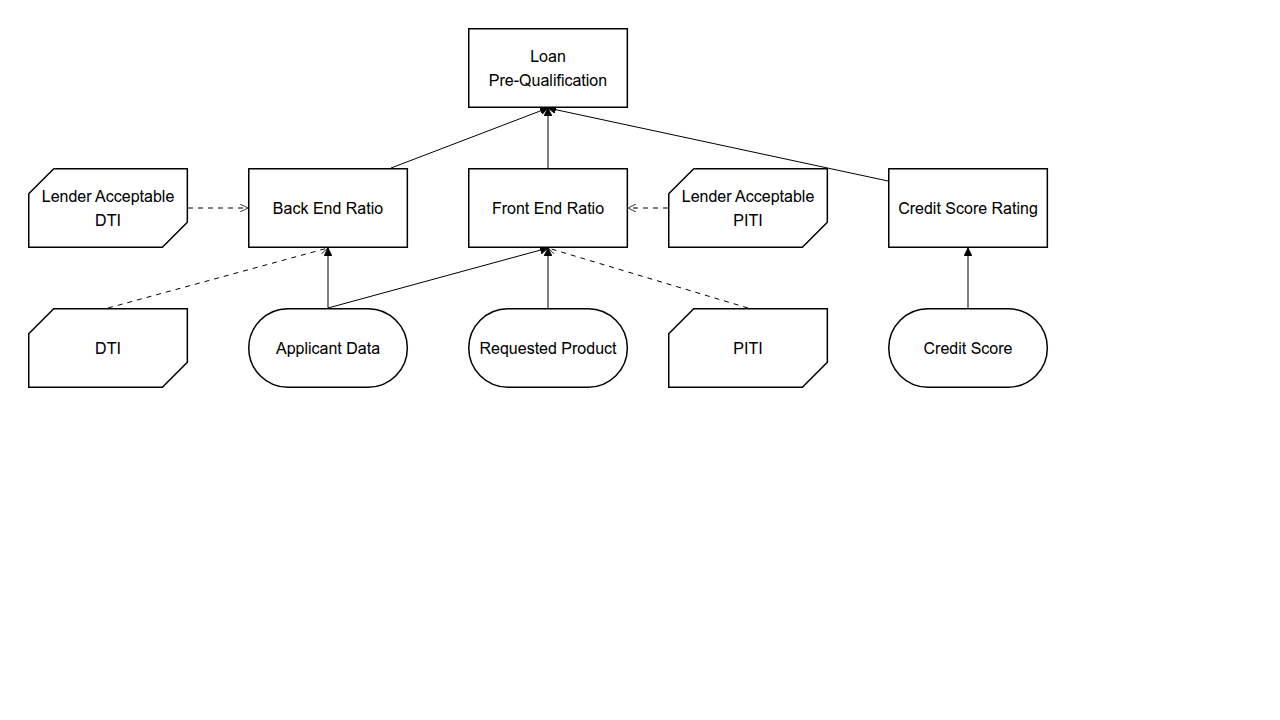 Loan
Pre-Qualification
Lender Acceptable
DTI
Back End Ratio
Front End Ratio
Lender Acceptable
PITI
Credit Score Rating
DTI
Applicant Data
Requested Product
PITI
Credit Score